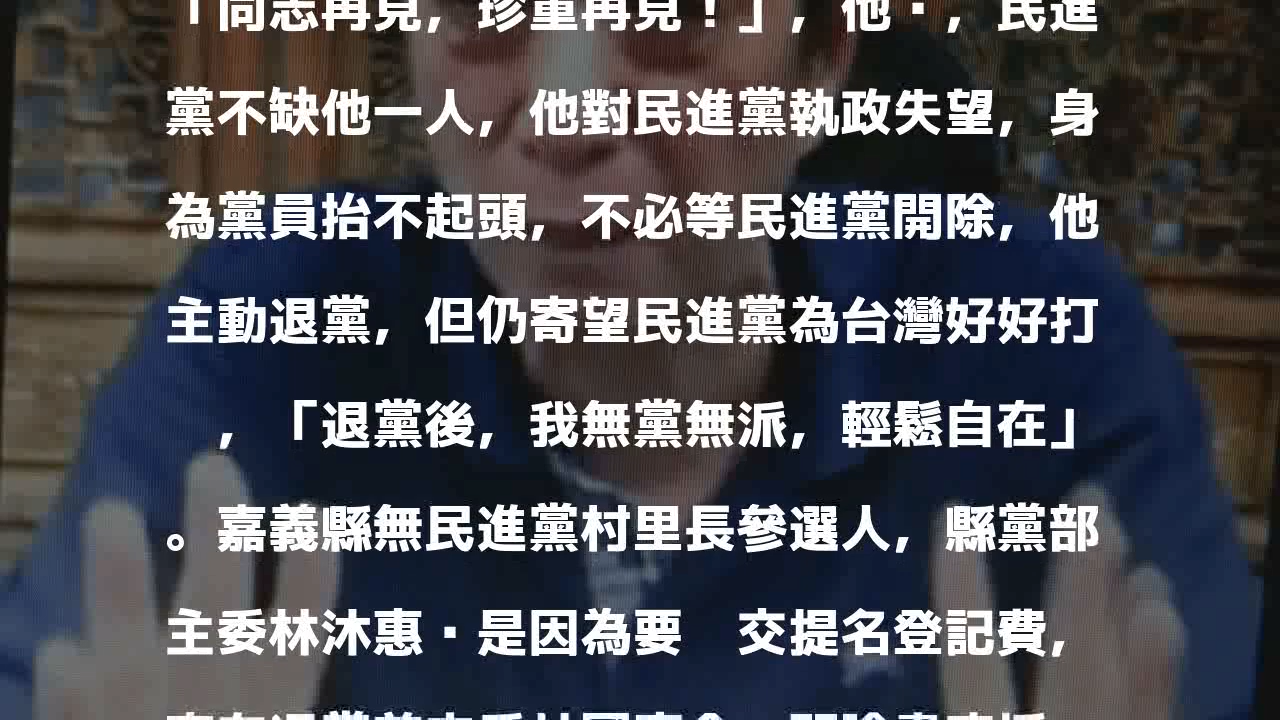 「同志再見，珍重再見！」，他·，民進
黨不缺他一人，他對民進黨執政失望，身
為黨員抬不起頭，不必等民進黨開除，他
主動退黨，但仍寄望民進黨為台灣好好打
　，「退黨後，我無黨無派，輕鬆自在」
。嘉義縣無民進黨村里長參選人，縣黨部
主委林沐惠·是因為要　交提名登記費，